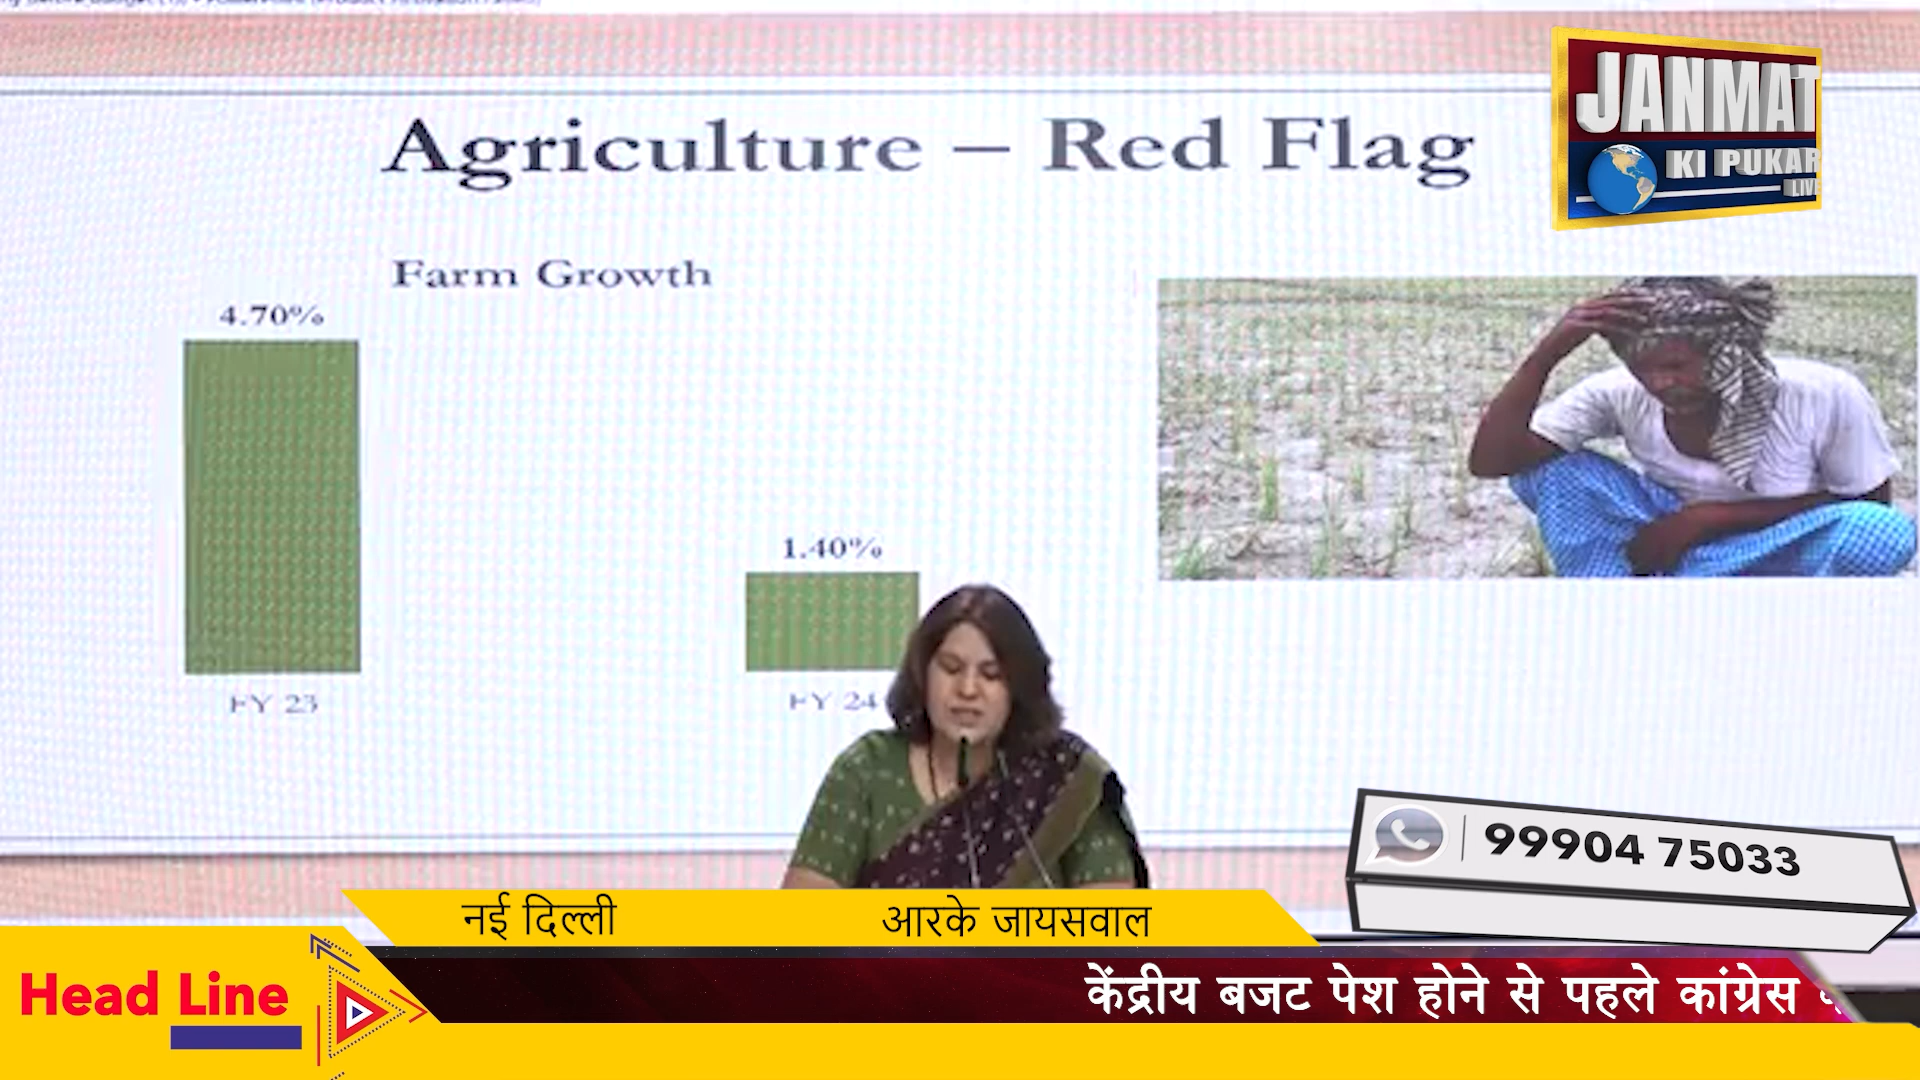 Agriculture – Red Flag
JANMAT
KI PUKAR
LIVE
Farm Growth
4.70%
1.40%
FY 23
FY 24
99904 75033
नई दिल्ली
आरके जायसवाल
Head Line
केंद्रीय बजट पेश होने से पहले कांग्रेस